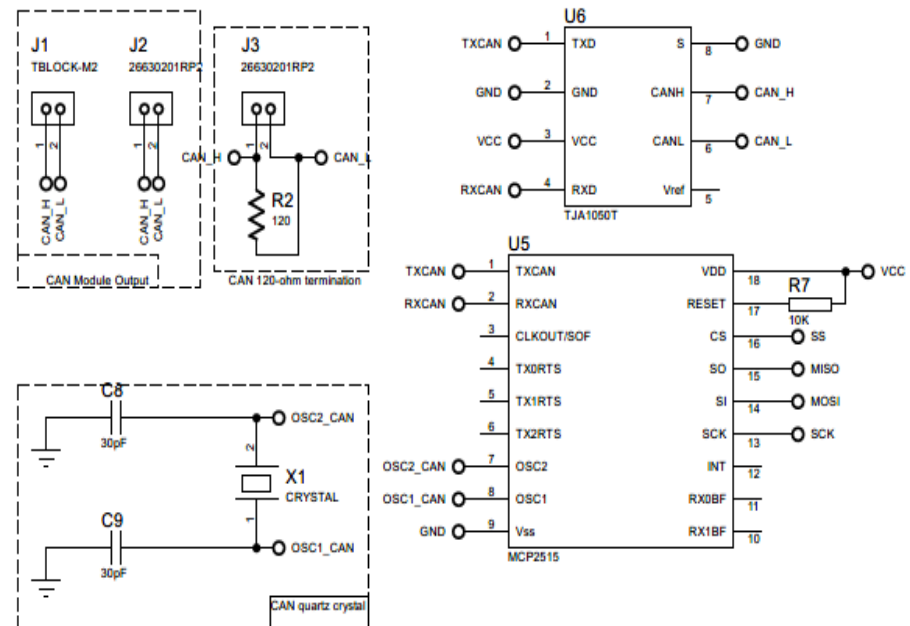 J1
TBLOCK-M2
1
2
CAN_H
CAN_L
J2
26630201RP2
1
2
CAN_H
CAN_L
CAN Module Output
J3
26630201RP2
1
2
CAN_H
CAN_L
R2
120
CAN 120-ohm termination
U6
TXCAN 1 TXD S 8 GND
GND 2 GND CANH 7 CAN_H
VCC 3 VCC CANL 6 CAN_L
RXCAN 4 RXD Vref 5
TJA1050T
U5
TXCAN 1 TXCAN VDD 18 VCC
RXCAN 2 RXCAN RESET 17 R7
10K
3 CLKOUT/SOF CS 16 SS
4 TX0RTS SO 15 MISO
5 TX1RTS SI 14 MOSI
6 TX2RTS SCK 13 SCK
OSC2_CAN 7 OSC2 INT 12
OSC1_CAN 8 OSC1 RX0BF 11
GND 9 Vss RX1BF 10
MCP2515
C8
30pF
OSC2_CAN
2
X1
CRYSTAL
1
C9
30pF
OSC1_CAN
CAN quartz crystal